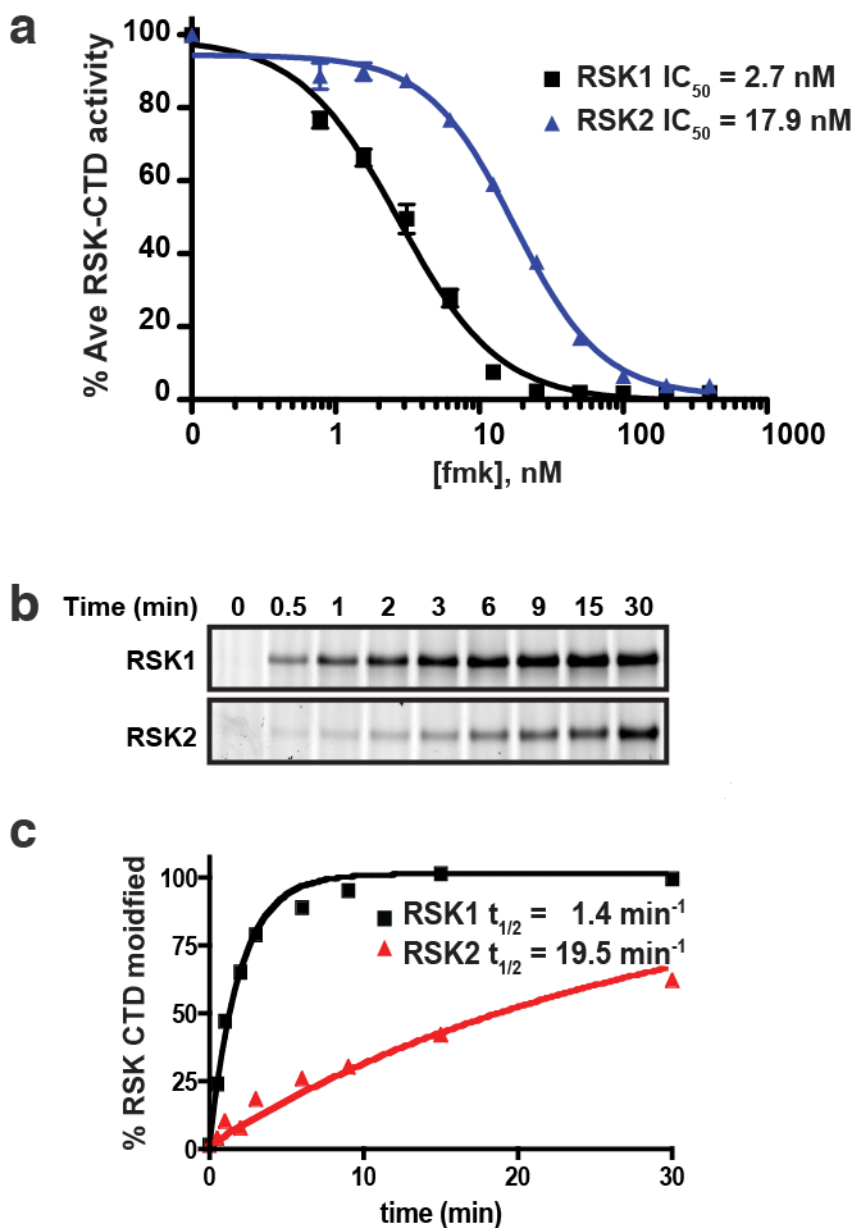 a
% Ave RSK-CTD activity
100
80
60
40
20
0
RSK1 IC50 = 2.7 nM
RSK2 IC50 = 17.9 nM
0 1 10 100 1000
[fmk], nM
b
Time (min) 0 0.5 1 2 3 6 9 15 30
RSK1
RSK2
c
% RSK CTD moidfied
100
75
50
25
0
RSK1 t1/2 = 1.4 min-1
RSK2 t1/2 = 19.5 min-1
0 10 20 30
time (min)